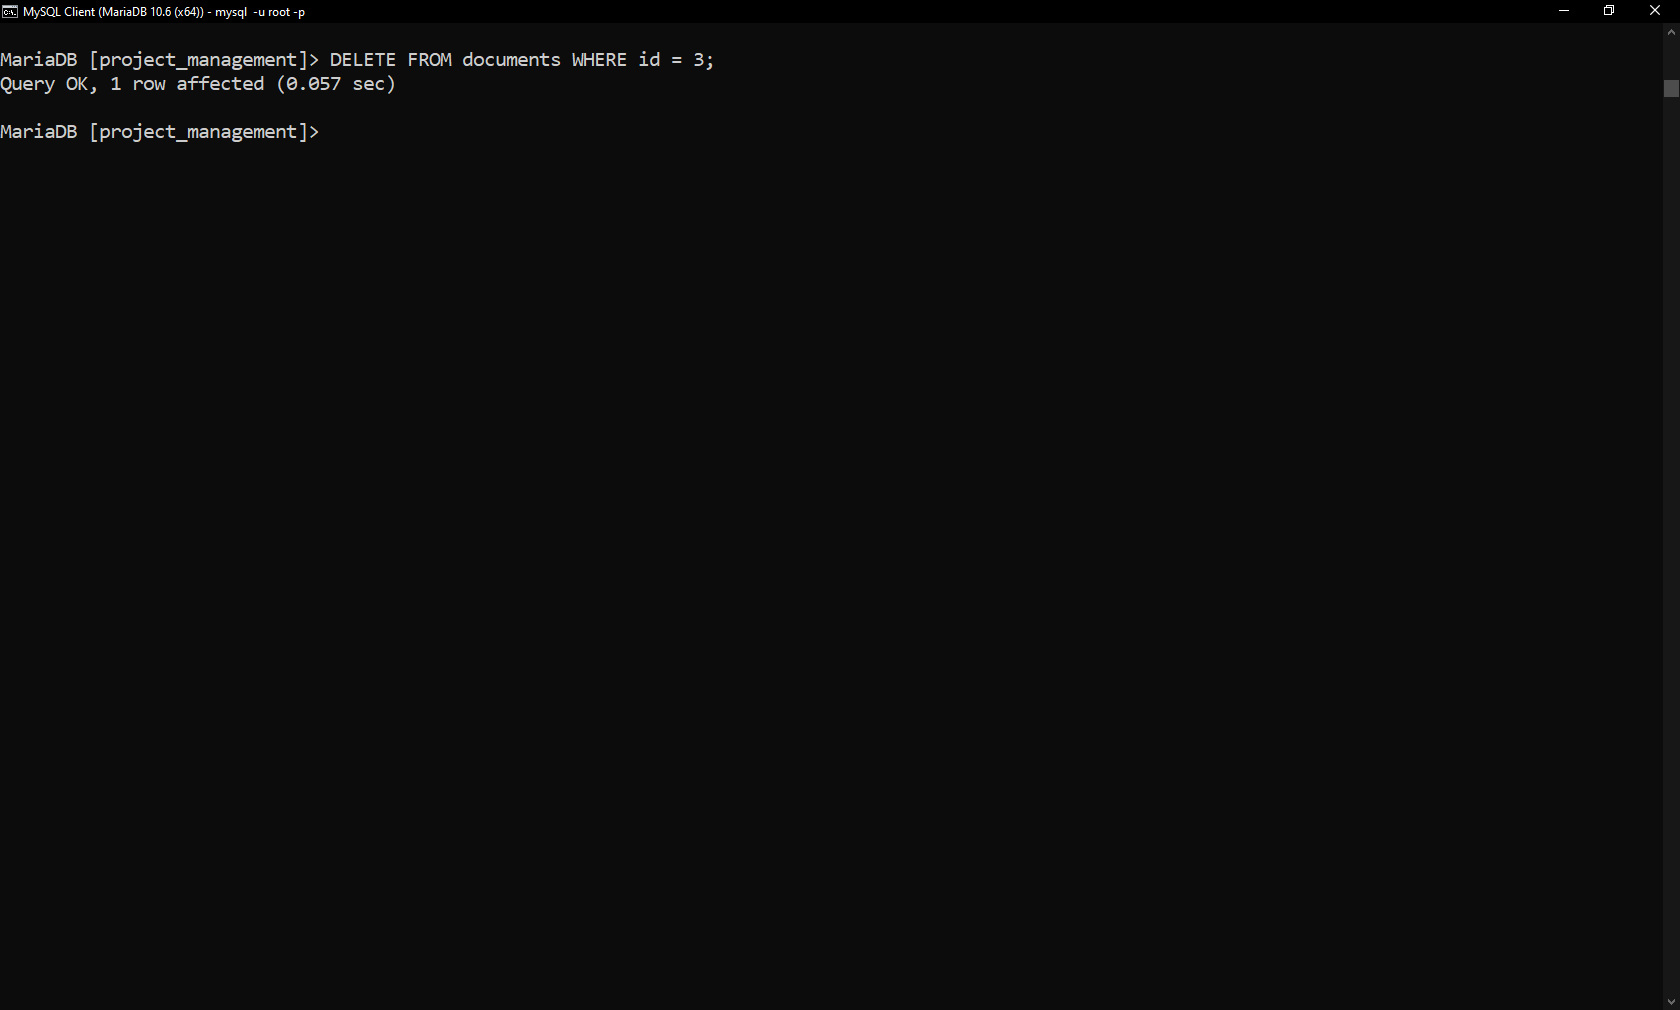 MySQL Client (MariaDB 10.6 (x64)) - mysql  -u root -p
MariaDB [project_management]> DELETE FROM documents WHERE id = 3;
Query OK, 1 row affected (0.057 sec)
MariaDB [project_management]>